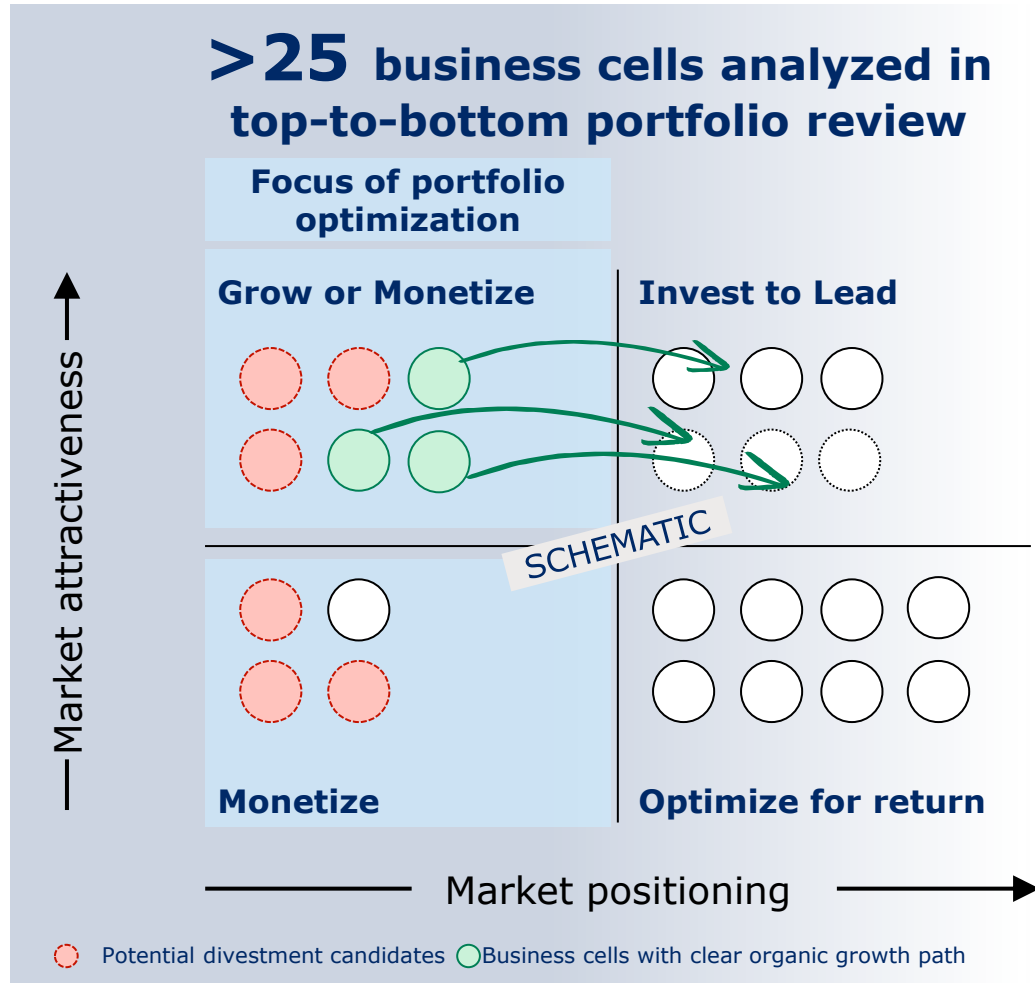 >25 business cells analyzed in
top-to-bottom portfolio review
Focus of portfolio
optimization
Grow or Monetize
Invest to Lead
Market attractiveness
SCHEMATIC
Monetize
Optimize for return
Market positioning
Potential divestment candidates
Business cells with clear organic growth path